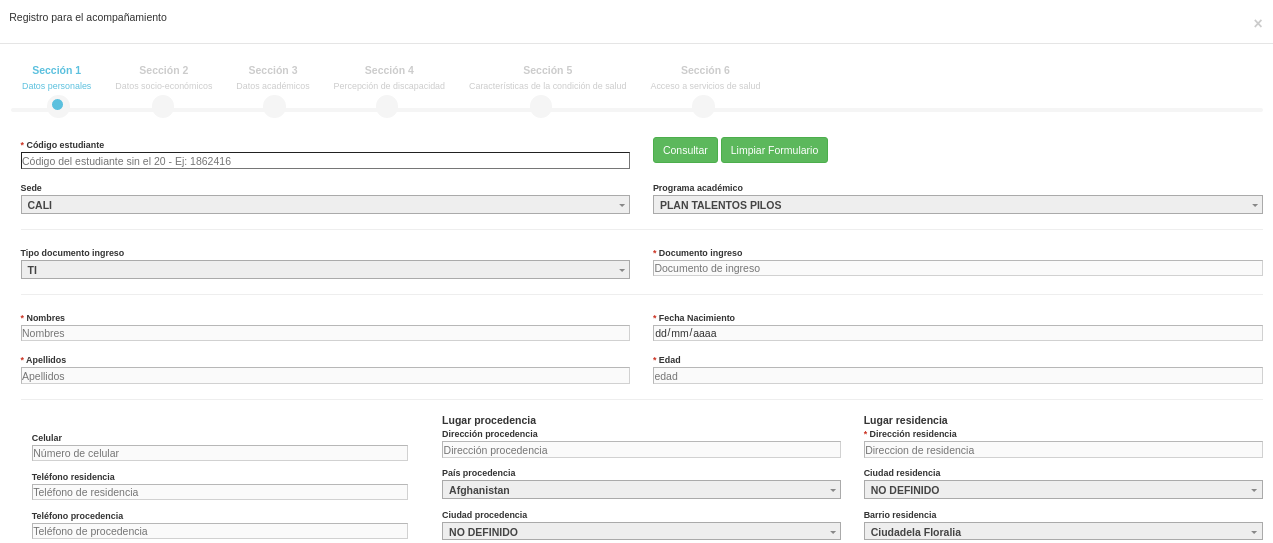 Registro para el acompañamiento
×
Sección 1
Datos personales
Sección 2
Datos socio-económicos
Sección 3
Datos académicos
Sección 4
Percepción de discapacidad
Sección 5
Características de la condición de salud
Sección 6
Acceso a servicios de salud
* Código estudiante
Código del estudiante sin el 20 - Ej: 1862416
Consultar
Limpiar Formulario
Sede
CALI
Programa académico
PLAN TALENTOS PILOS
Tipo documento ingreso
TI
* Documento ingreso
Documento de ingreso
* Nombres
Nombres
* Fecha Nacimiento
dd/mm/aaaa
* Apellidos
Apellidos
* Edad
edad
Celular
Número de celular
Teléfono residencia
Teléfono de residencia
Teléfono procedencia
Teléfono de procedencia
Lugar procedencia
Dirección procedencia
Dirección procedencia
País procedencia
Afghanistan
Ciudad procedencia
NO DEFINIDO
Lugar residencia
* Dirección residencia
Direccion de residencia
Ciudad residencia
NO DEFINIDO
Barrio residencia
Ciudadela Floralia